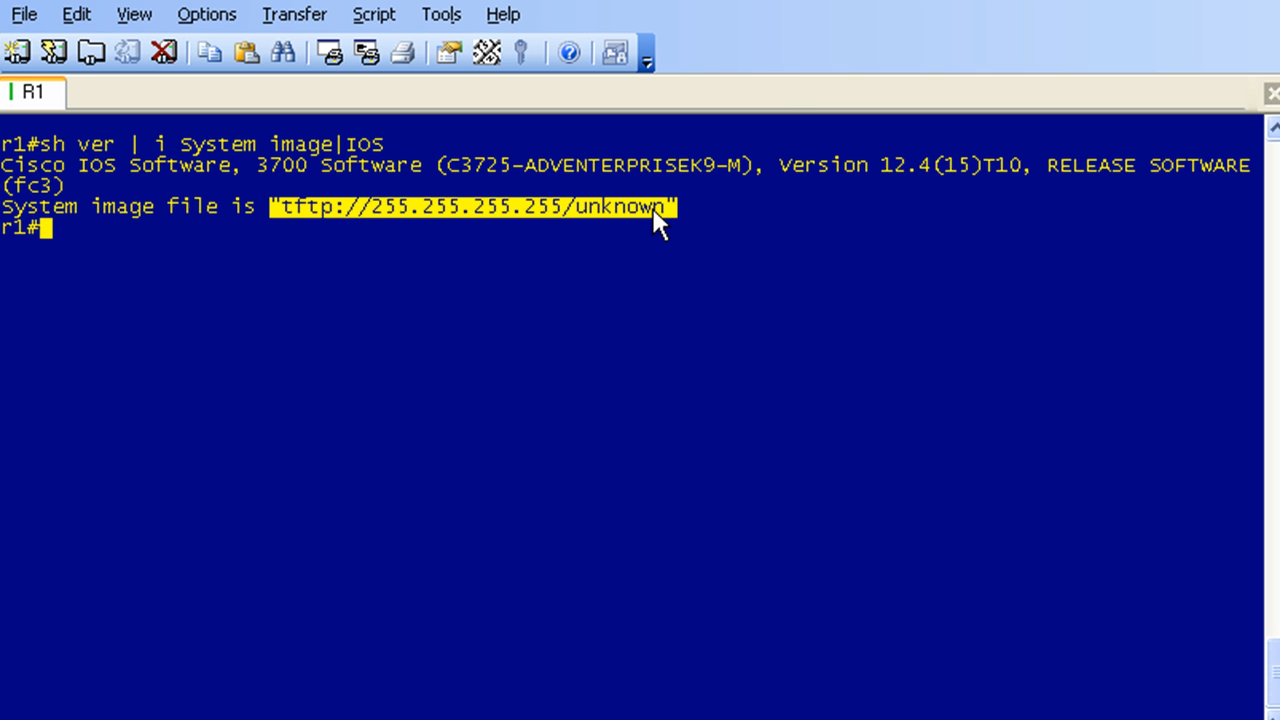 File Edit View Options Transfer Script Tools Help
R1
r1#sh ver | i System image|IOS
Cisco IOS Software, 3700 Software (C3725-ADVENTERPRISEK9-M), Version 12.4(15)T10, RELEASE SOFTWARE
(fc3)
System image file is "tftp://255.255.255.255/unknown"
r1#